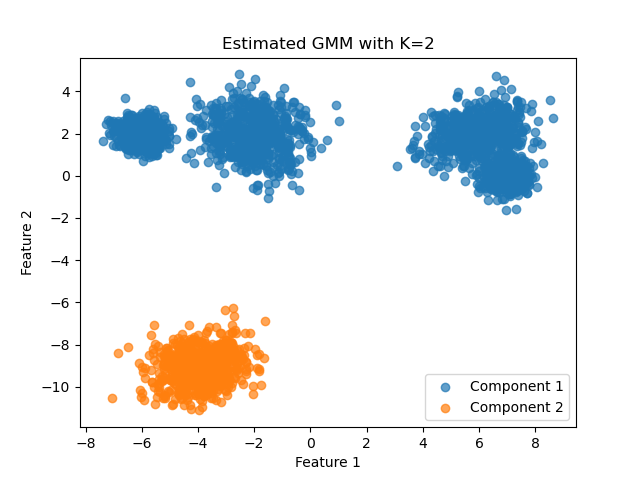 Estimated GMM with K=2
Feature 2
4
2
0
−2
−4
−6
−8
−10
−8 −6 −4 −2 0 2 4 6 8
Feature 1
Component 1
Component 2